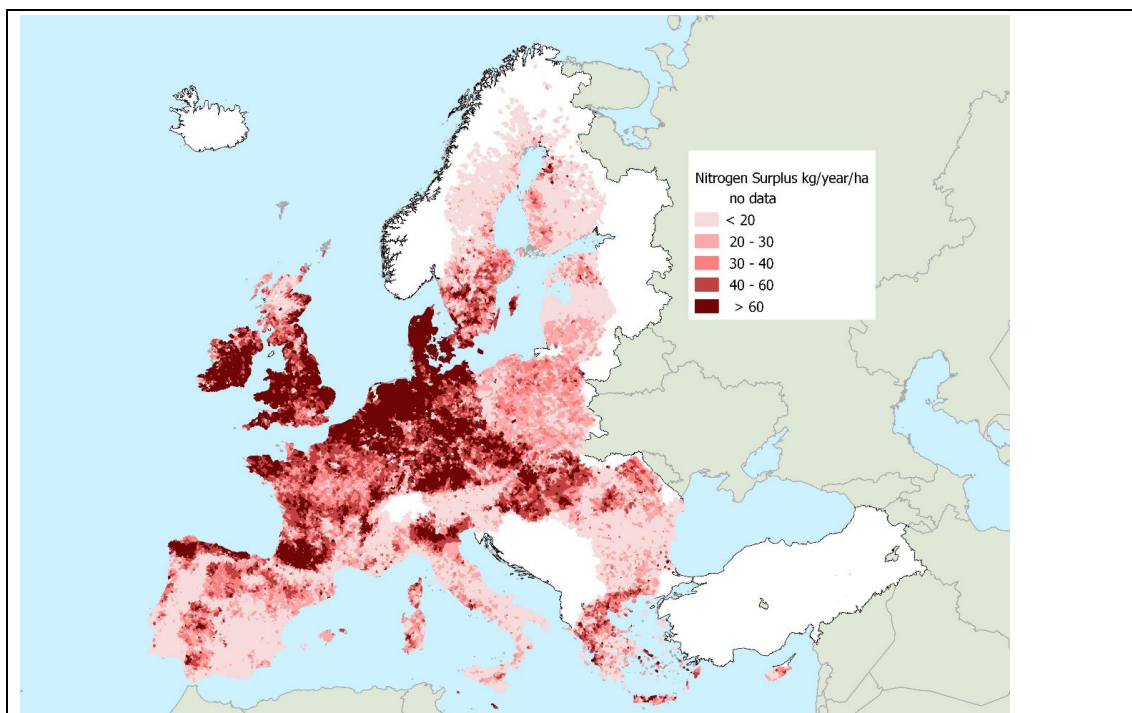 Nitrogen Surplus kg/year/ha
no data
< 20
20 - 30
30 - 40
40 - 60
> 60